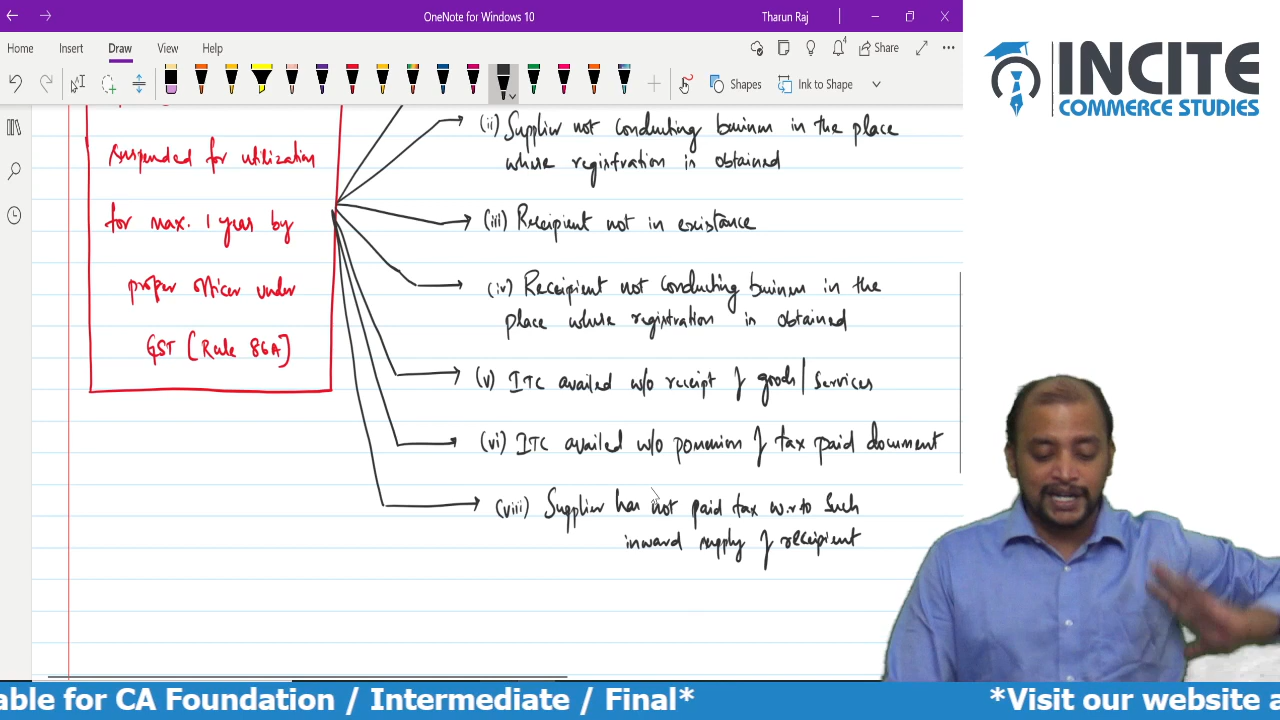 OneNote for Windows 10
Tharun Raj
Home Insert Draw View Help
Share
Shapes
Ink to Shape
INCITE
COMMERCE STUDIES
suspended for utilization
for max. 1 year by
proper officer under
GST [Rule 86A]
(ii) Supplier not conducting business in the place
where registration is obtained
(iii) Recipient not in existance
(iv) Receipient not conducting business in the
place where registration is obtained
(v) ITC availed w/o receipt of goods/services
(vi) ITC availed w/o possession of tax paid document
(viii) Supplier has not paid tax w.r.to such
inward supply of receipient
able for CA Foundation / Intermediate / Final*
*Visit our website a